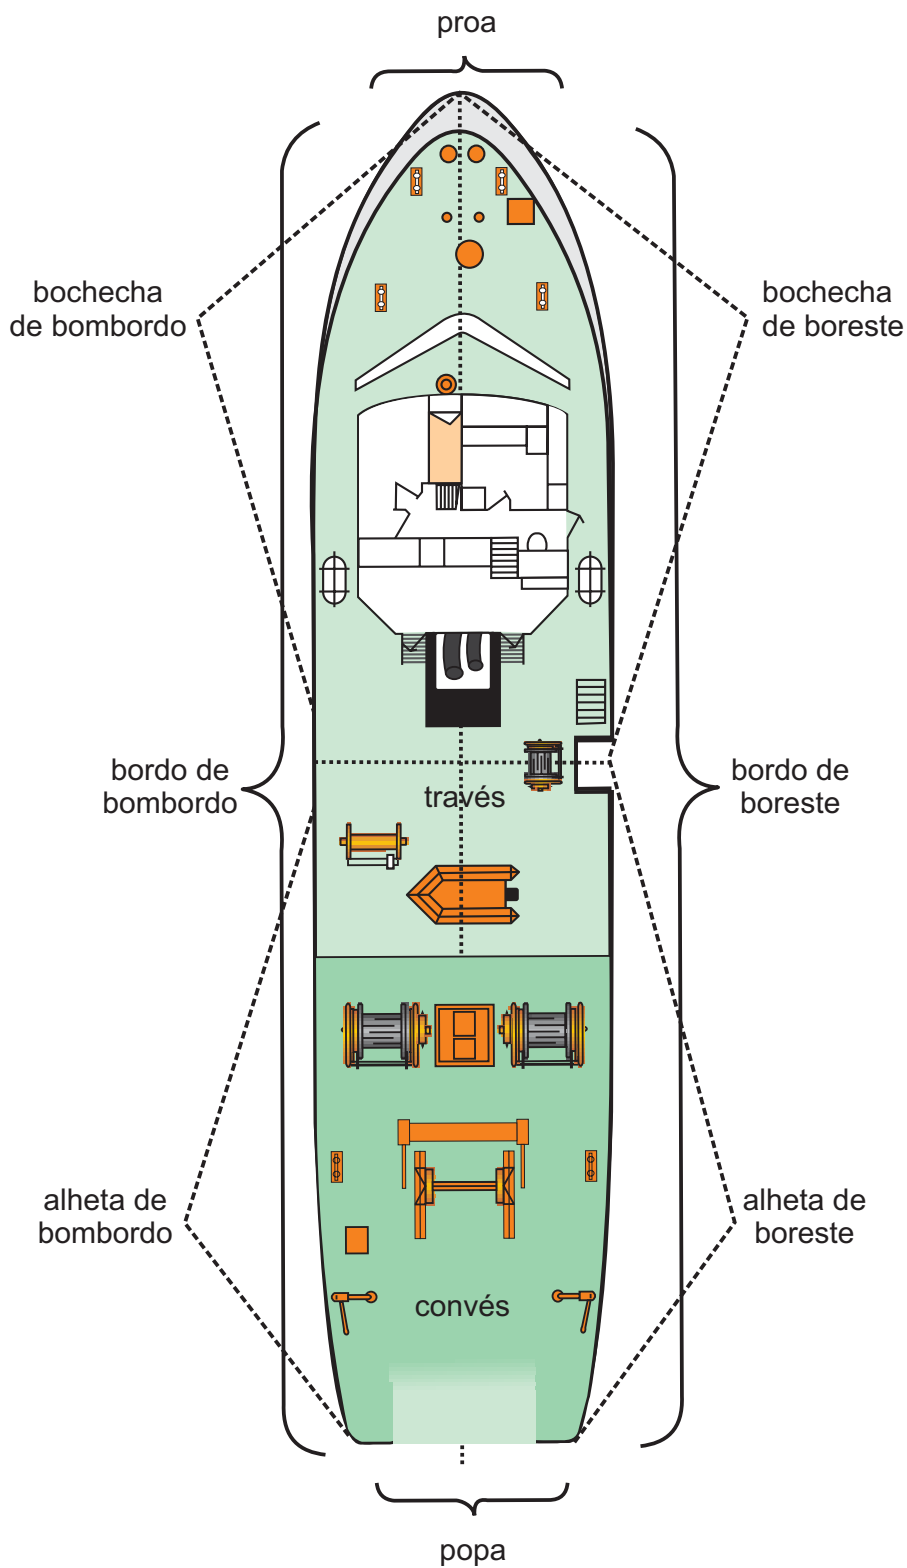 proa
bochecha
de bombordo
bochecha
de boreste
bordo de
bombordo
través
bordo de
boreste
alheta de
bombordo
alheta de
boreste
convés
popa